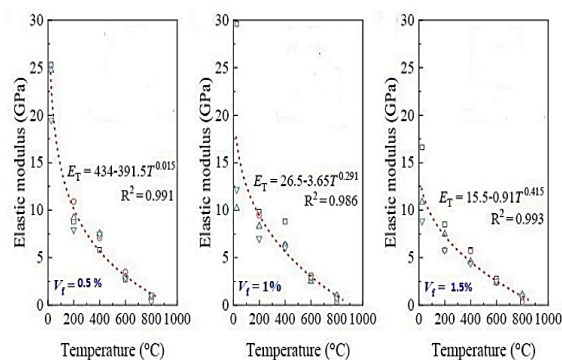 Elastic modulus (GPa)
30
25
20
15
10
5
0
E_T = 434-391.5T^0.015
R² = 0.991
V_f = 0.5 %
0 200 400 600 800 1000
Temperature (°C)
Elastic modulus (GPa)
30
25
20
15
10
5
0
E_T = 26.5-3.65T^0.291
R² = 0.986
V_f = 1%
0 200 400 600 800 1000
Temperature (°C)
Elastic modulus (GPa)
30
25
20
15
10
5
0
E_T = 15.5-0.91T^0.415
R² = 0.993
V_f = 1.5%
0 200 400 600 800 1000
Temperature (°C)